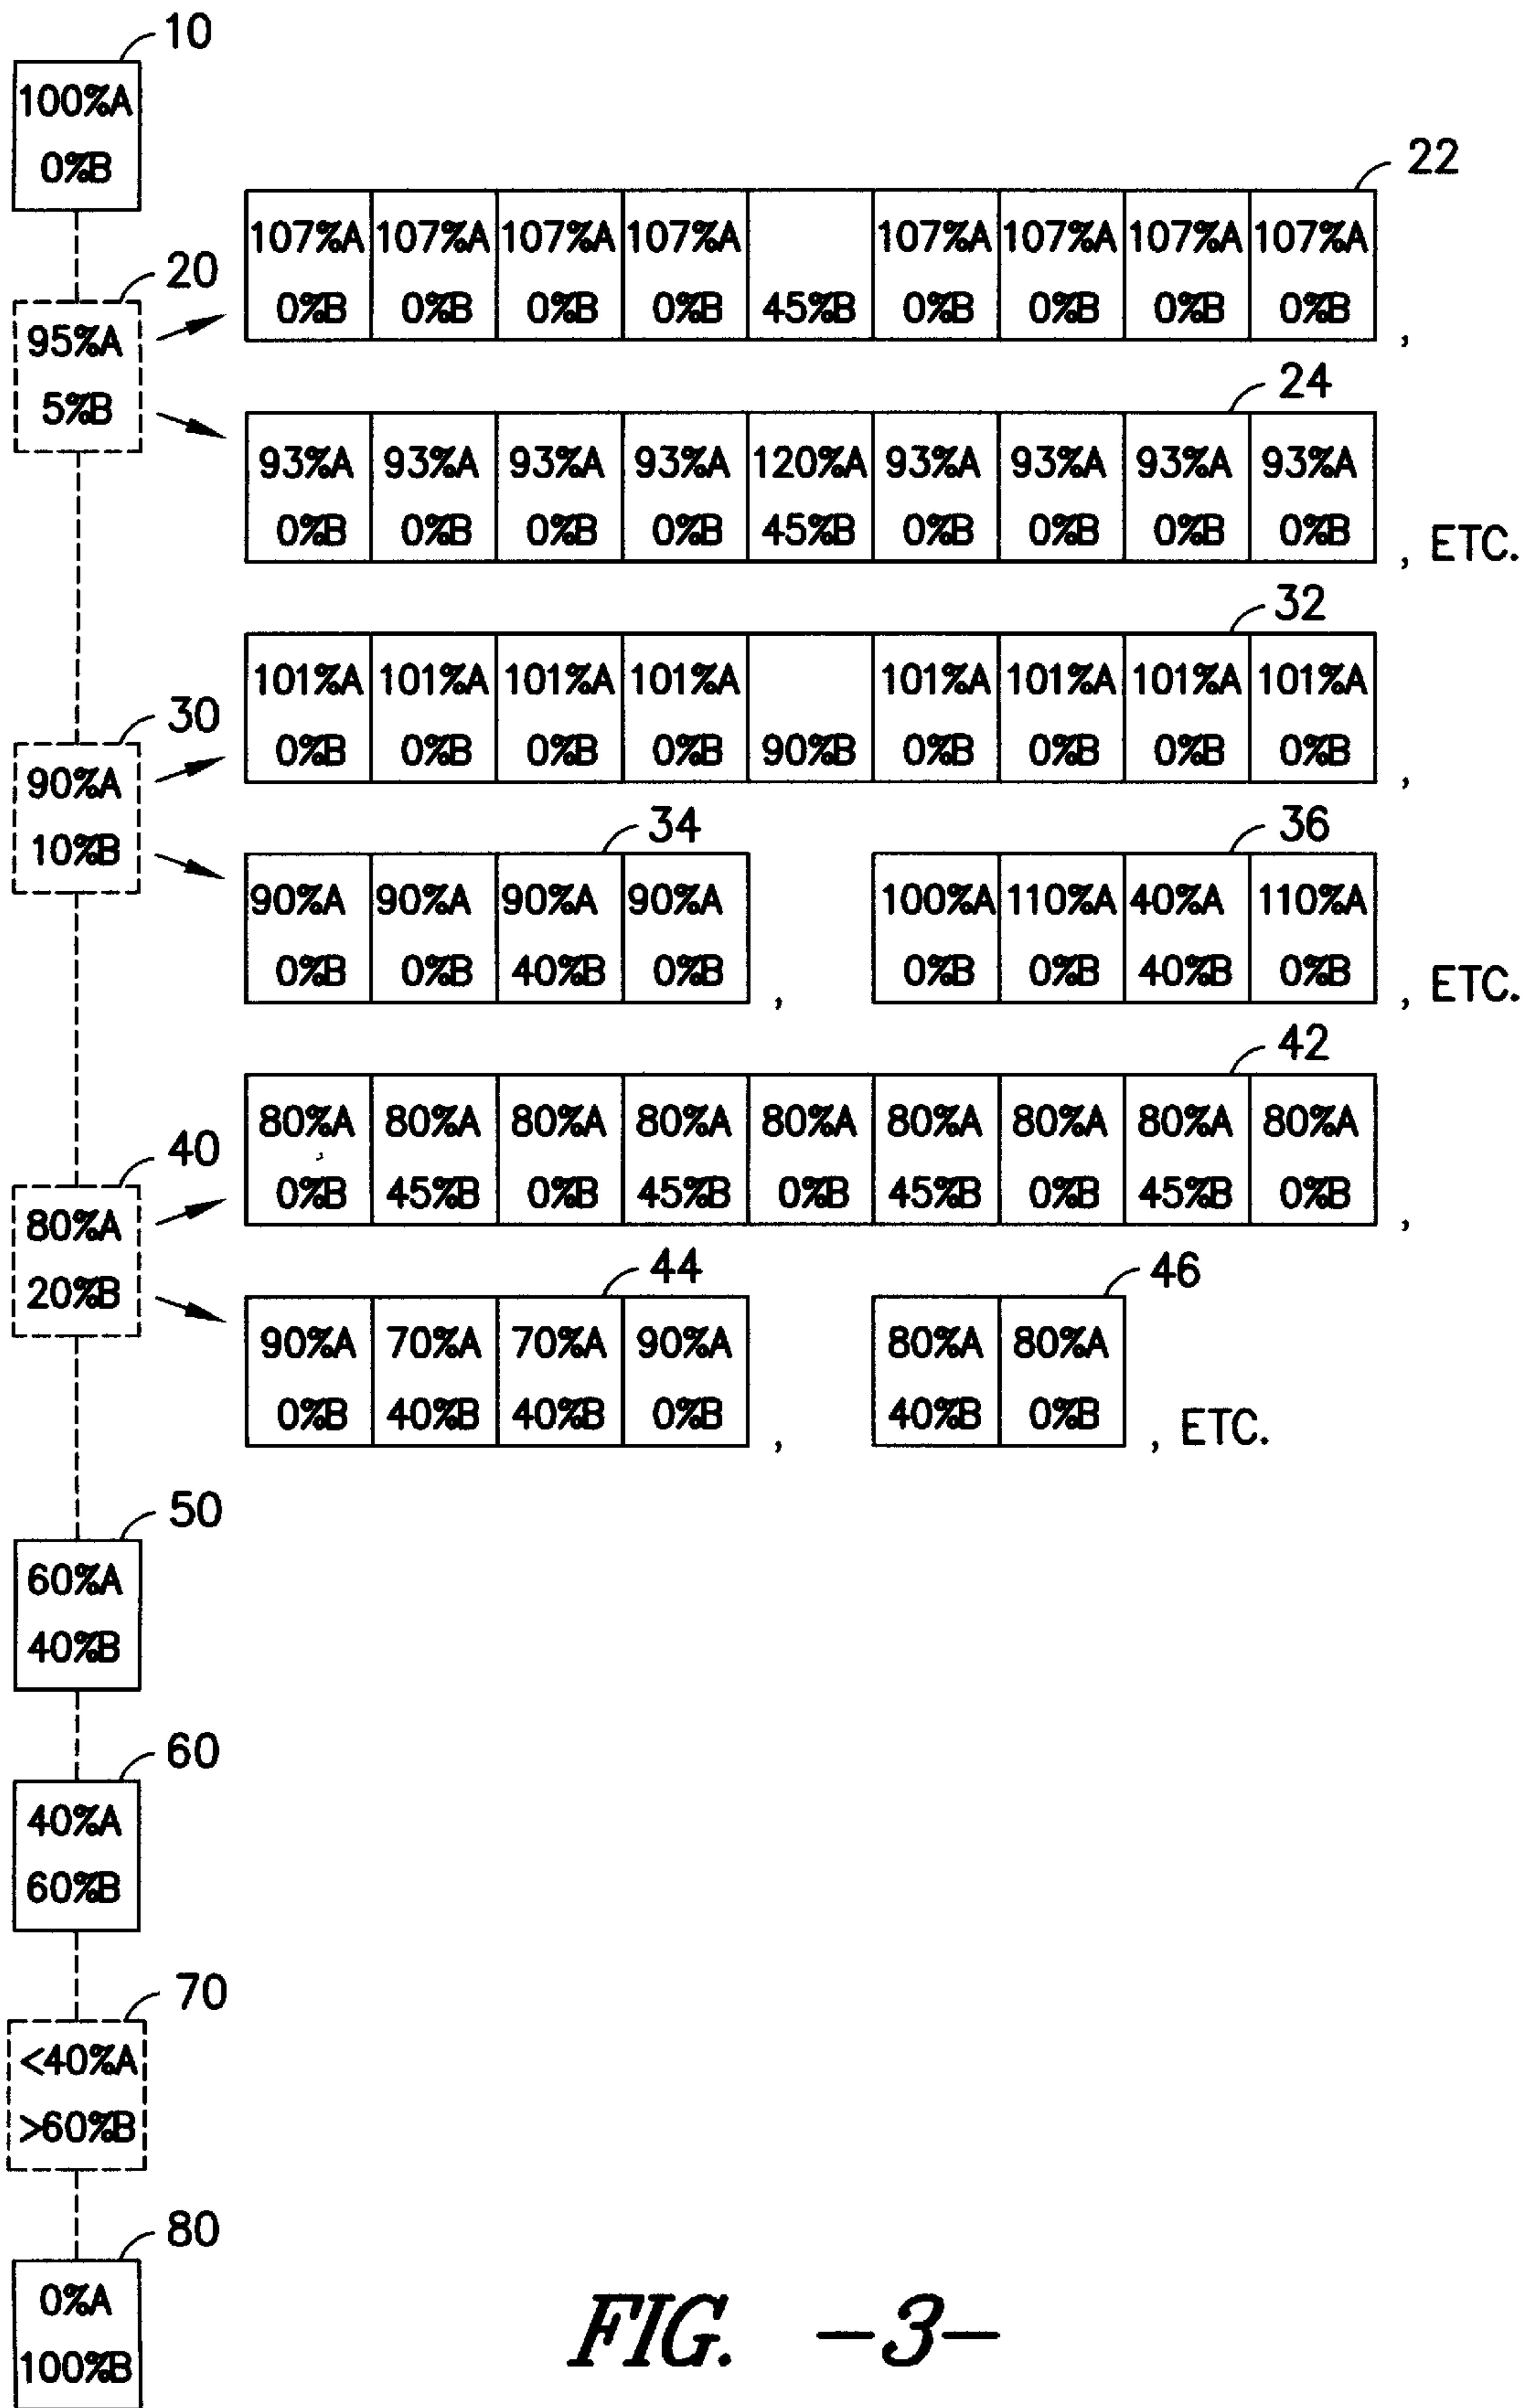 10
100%A
0%B
22
107%A 107%A 107%A 107%A 107%A 107%A 107%A 107%A
0%B 0%B 0%B 0%B 45%B 0%B 0%B 0%B 0%B ,
20
95%A
5%B
24
93%A 93%A 93%A 93%A 120%A 93%A 93%A 93%A 93%A
0%B 0%B 0%B 0%B 45%B 0%B 0%B 0%B 0%B , ETC.
32
101%A 101%A 101%A 101%A 101%A 101%A 101%A 101%A
0%B 0%B 0%B 0%B 90%B 0%B 0%B 0%B 0%B ,
30
90%A
10%B
34 36
90%A 90%A 90%A 90%A 100%A 110%A 40%A 110%A
0%B 0%B 40%B 0%B , 0%B 0%B 40%B 0%B , ETC.
42
80%A 80%A 80%A 80%A 80%A 80%A 80%A 80%A 80%A
0%B 45%B 0%B 45%B 0%B 45%B 0%B 45%B 0%B ,
40
80%A
20%B
44 46
90%A 70%A 70%A 90%A 80%A 80%A
0%B 40%B 40%B 0%B , 40%B 0%B , ETC.
50
60%A
40%B
60
40%A
60%B
70
<40%A
>60%B
80
0%A
100%B
FIG. -3-